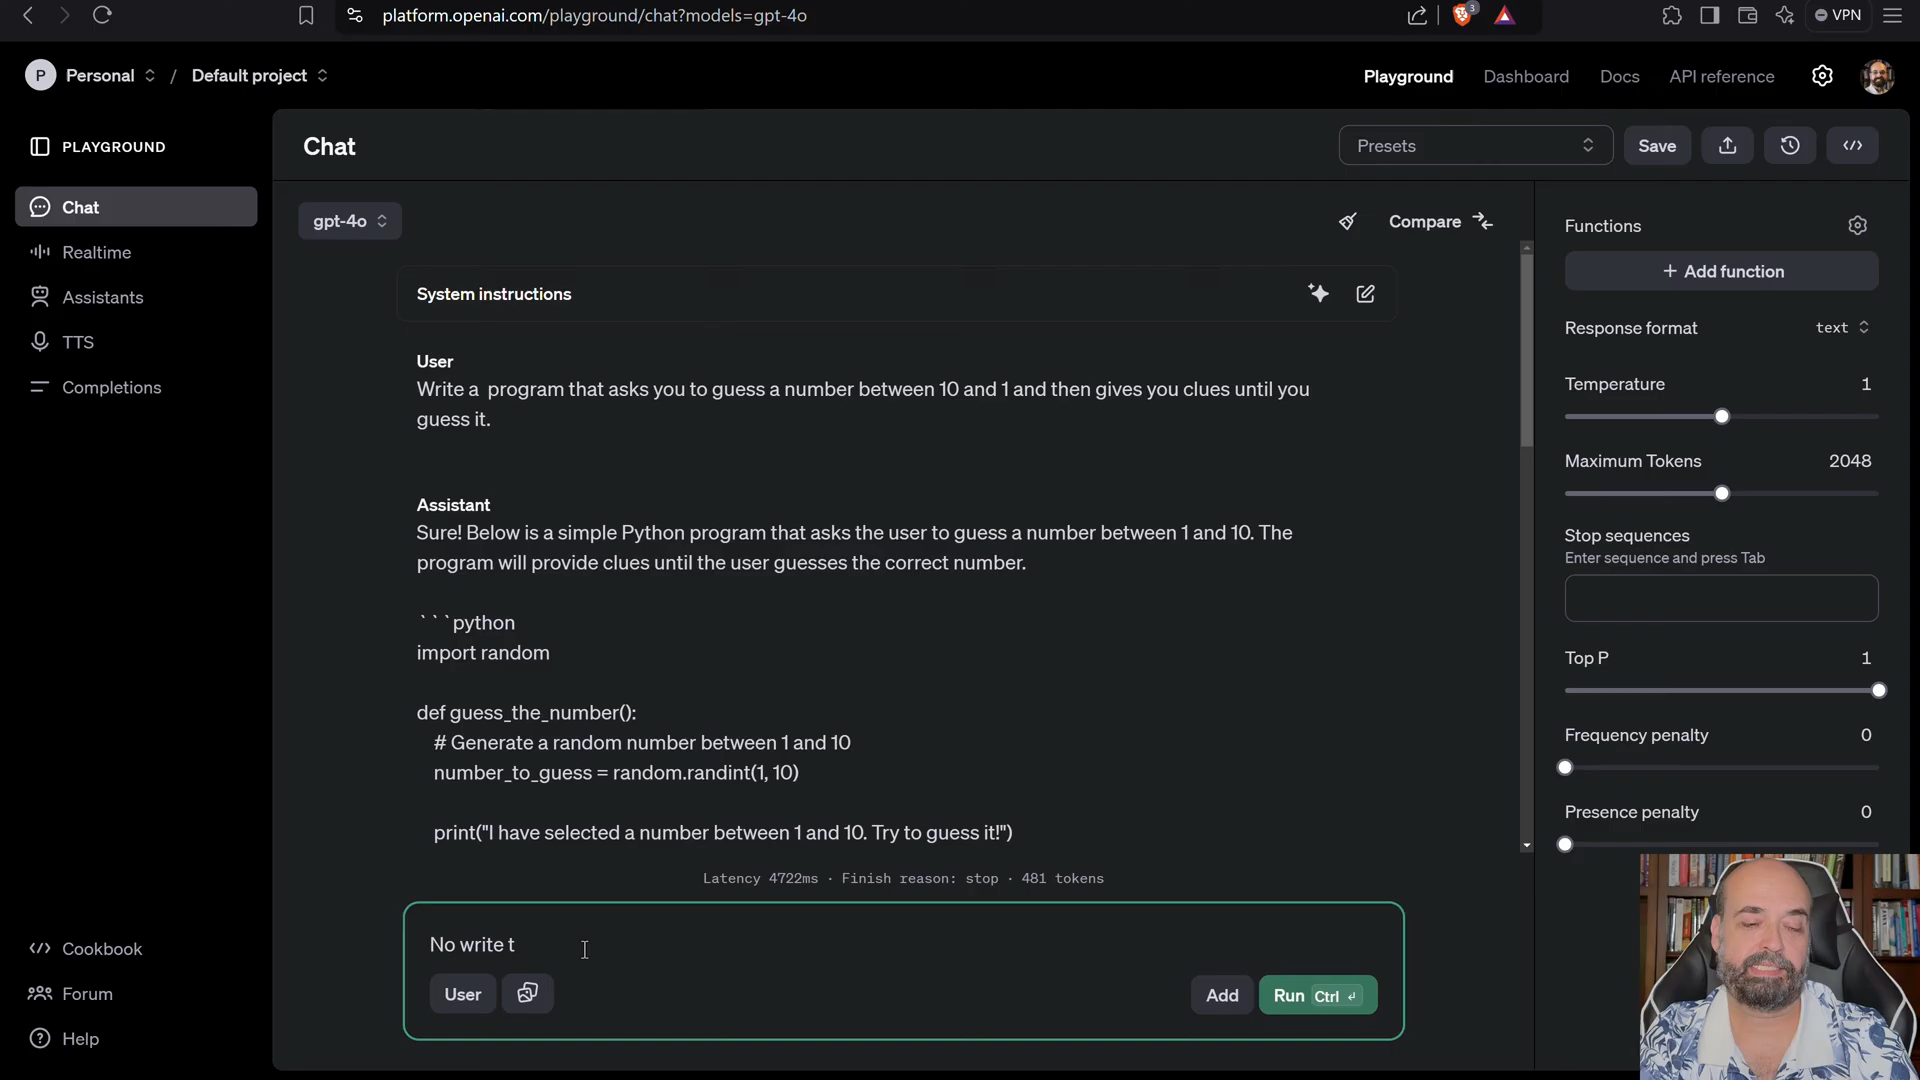 platform.openai.com/playground/chat?models=gpt-4o
3
VPN
P Personal / Default project
Playground Dashboard Docs API reference
PLAYGROUND
Chat
Realtime
Assistants
TTS
Completions
Cookbook
Forum
Help
Chat
Presets
Save
gpt-4o
Compare
System instructions
User
Write a  program that asks you to guess a number between 10 and 1 and then gives you clues until you
guess it.
Assistant
Sure! Below is a simple Python program that asks the user to guess a number between 1 and 10. The
program will provide clues until the user guesses the correct number.
```python
import random
def guess_the_number():
# Generate a random number between 1 and 10
number_to_guess = random.randint(1, 10)
print("I have selected a number between 1 and 10. Try to guess it!")
Latency 4722ms · Finish reason: stop · 481 tokens
No write t
User
Add
Run Ctrl ↵
Functions
+ Add function
Response format text
Temperature 1
Maximum Tokens 2048
Stop sequences
Enter sequence and press Tab
Top P 1
Frequency penalty 0
Presence penalty 0